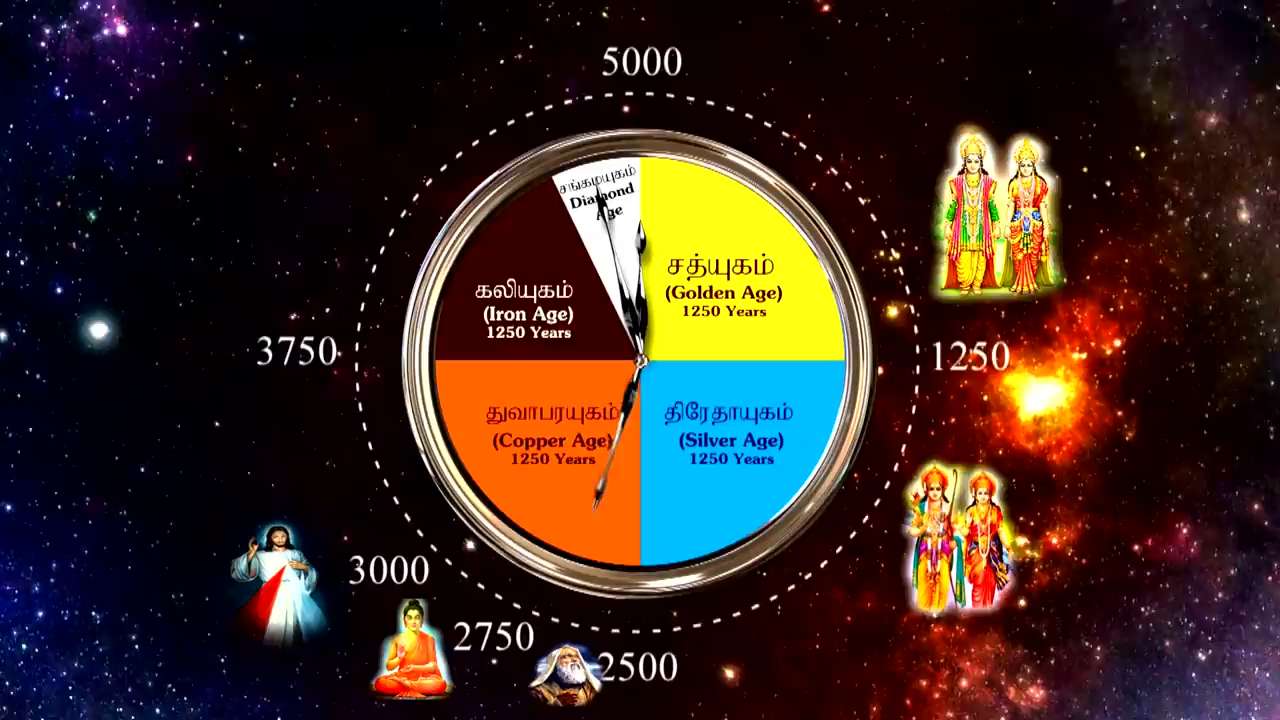 5000
சங்கமயுகம்
Diamond
Age
சத்யுகம்
(Golden Age)
1250 Years
கலியுகம்
(Iron Age)
1250 Years
3750
1250
துவாபரயுகம்
(Copper Age)
1250 Years
திரேதாயுகம்
(Silver Age)
1250 Years
3000
2750
2500